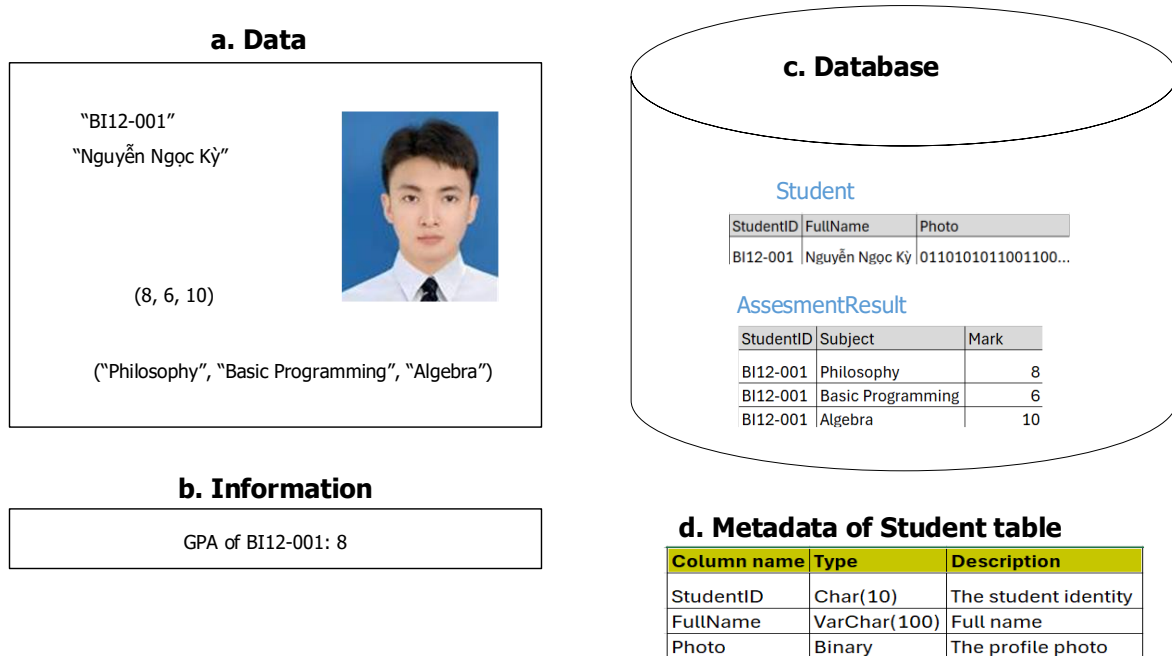 a. Data
“BI12-001”
“Nguyễn Ngọc Kỳ”
(8, 6, 10)
(“Philosophy”, “Basic Programming”, “Algebra”)
b. Information
GPA of BI12-001: 8
c. Database
Student
StudentID FullName Photo
BI12-001 Nguyễn Ngọc Kỳ 0110101011001100...
AssesmentResult
StudentID Subject Mark
BI12-001 Philosophy 8
BI12-001 Basic Programming 6
BI12-001 Algebra 10
d. Metadata of Student table
Column name Type Description
StudentID Char(10) The student identity
FullName VarChar(100) Full name
Photo Binary The profile photo